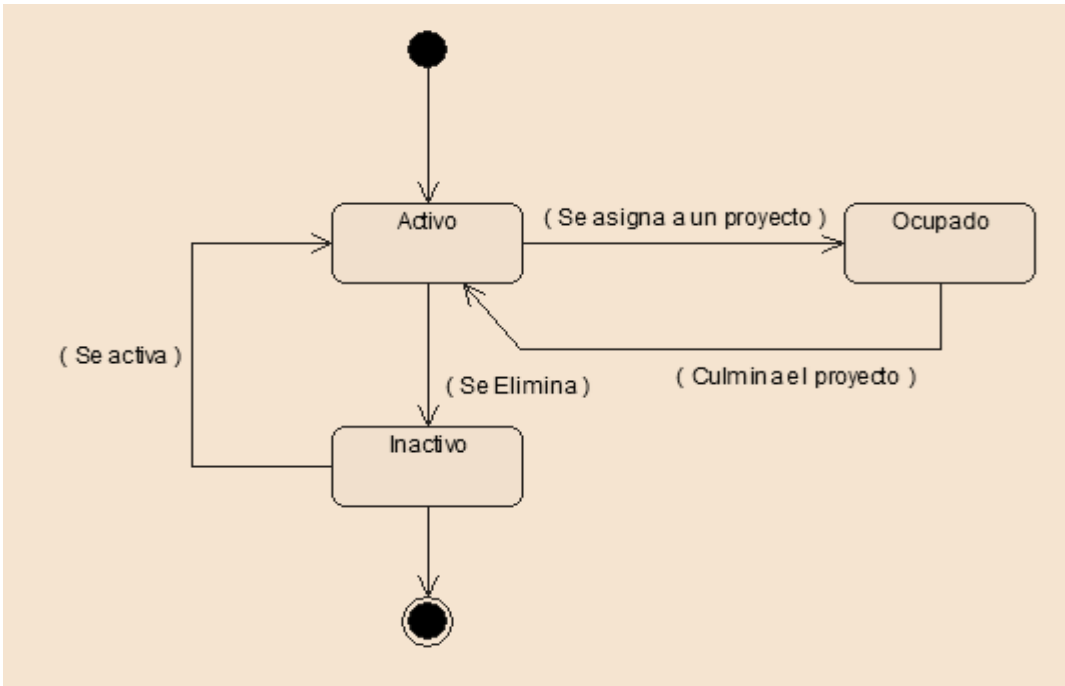 Activo
( Se asigna a un proyecto )
Ocupado
( Se activa )
( Culmina el proyecto )
( Se Elimina )
Inactivo